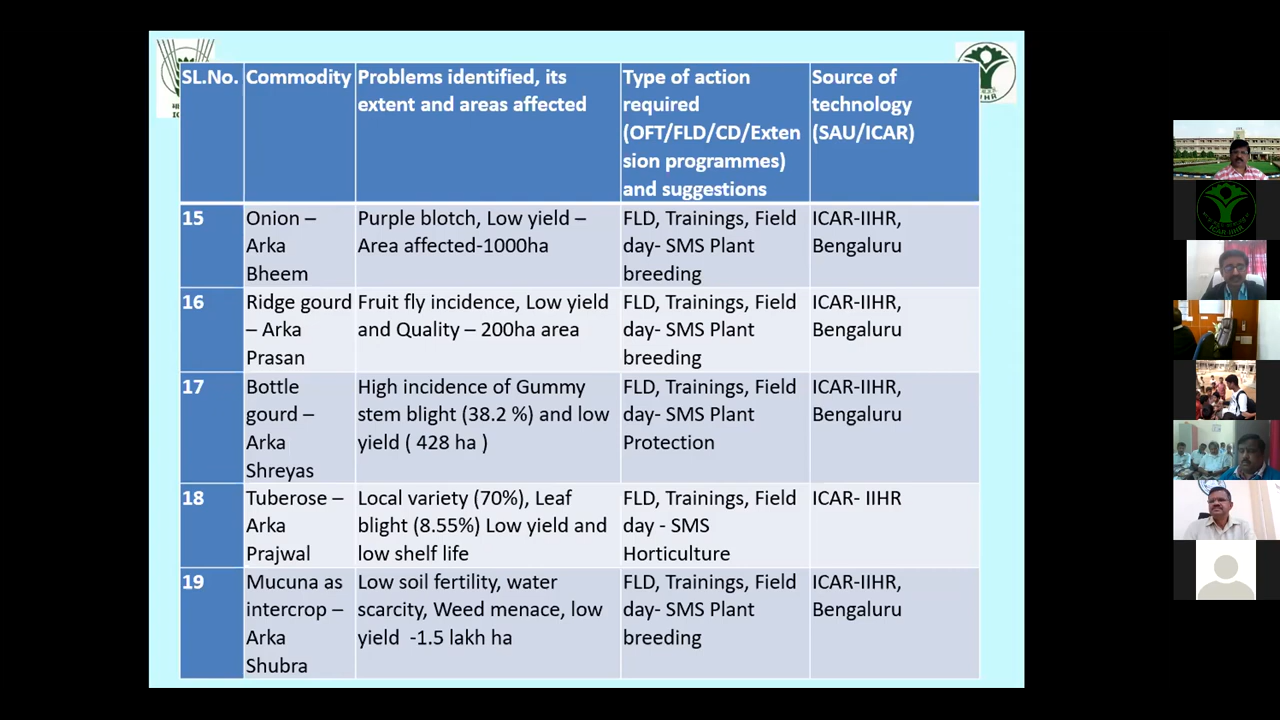 SL.No.
Commodity
Problems identified, its
extent and areas affected
Type of action
required
(OFT/FLD/CD/Exten
sion programmes)
and suggestions
Source of
technology
(SAU/ICAR)
15
Onion –
Arka
Bheem
Purple blotch, Low yield –
Area affected-1000ha
FLD, Trainings, Field
day- SMS Plant
breeding
ICAR-IIHR,
Bengaluru
16
Ridge gourd
– Arka
Prasan
Fruit fly incidence, Low yield
and Quality – 200ha area
FLD, Trainings, Field
day- SMS Plant
breeding
ICAR-IIHR,
Bengaluru
17
Bottle
gourd –
Arka
Shreyas
High incidence of Gummy
stem blight (38.2 %) and low
yield ( 428 ha )
FLD, Trainings, Field
day- SMS Plant
Protection
ICAR-IIHR,
Bengaluru
18
Tuberose –
Arka
Prajwal
Local variety (70%), Leaf
blight (8.55%) Low yield and
low shelf life
FLD, Trainings, Field
day - SMS
Horticulture
ICAR- IIHR
19
Mucuna as
intercrop –
Arka
Shubra
Low soil fertility, water
scarcity, Weed menace, low
yield -1.5 lakh ha
FLD, Trainings, Field
day- SMS Plant
breeding
ICAR-IIHR,
Bengaluru